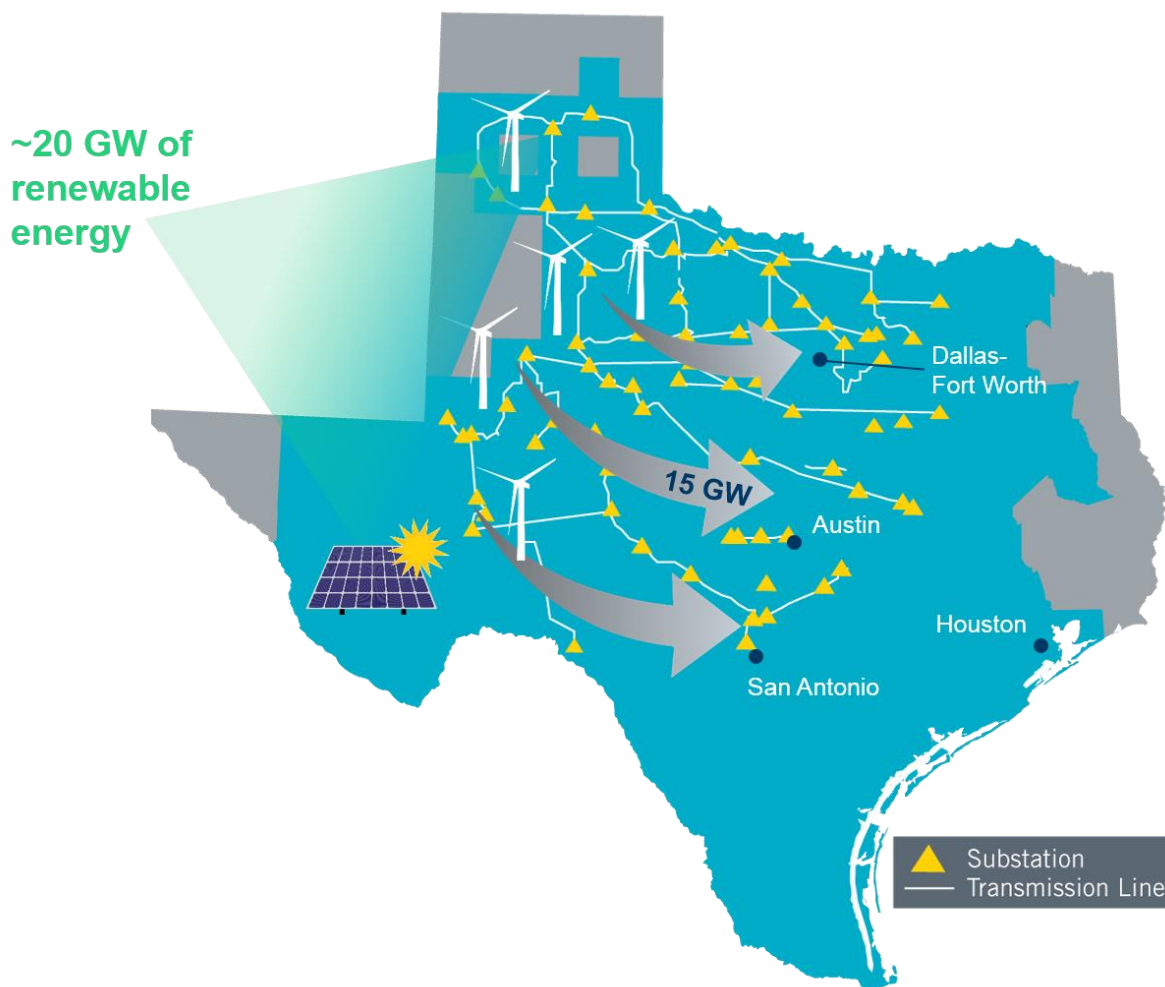 ~20 GW of
renewable
energy
Dallas-
Fort Worth
15 GW
Austin
Houston
San Antonio
Substation
Transmission Line